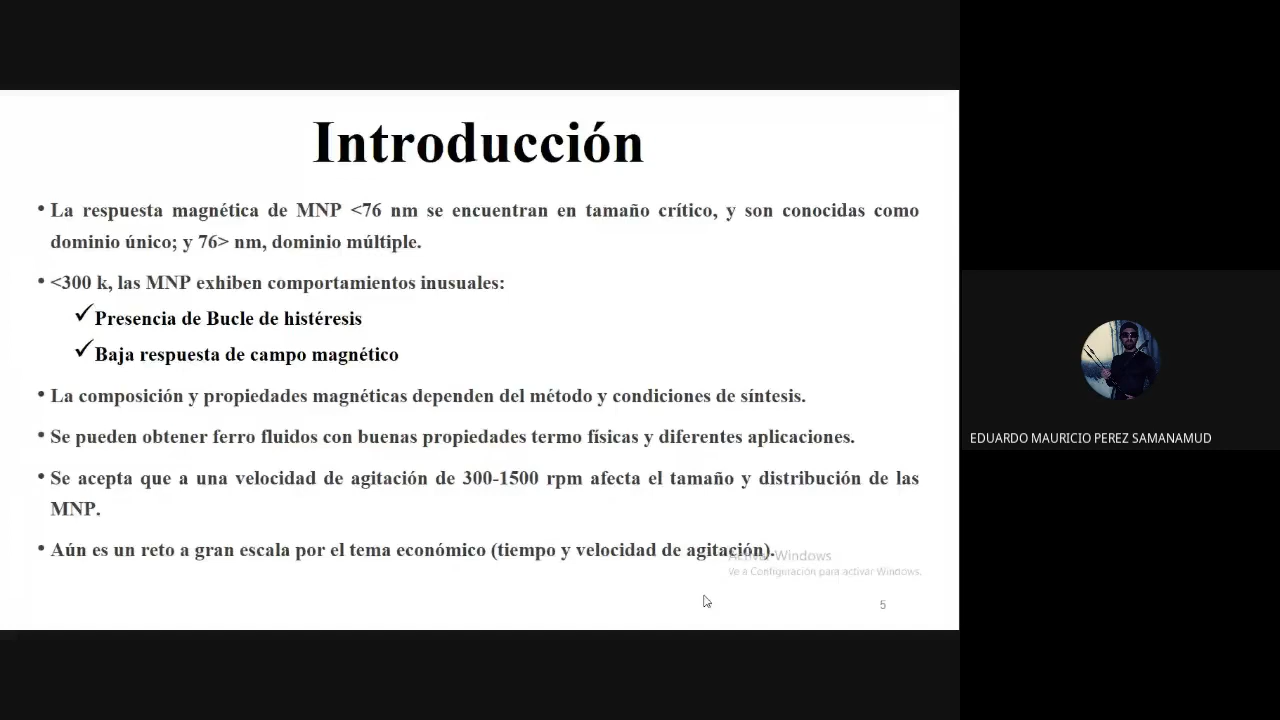 Introducción
• La respuesta magnética de MNP <76 nm se encuentran en tamaño crítico, y son conocidas como
dominio único; y 76> nm, dominio múltiple.
• <300 k, las MNP exhiben comportamientos inusuales:
✓Presencia de Bucle de histéresis
✓Baja respuesta de campo magnético
• La composición y propiedades magnéticas dependen del método y condiciones de síntesis.
• Se pueden obtener ferro fluidos con buenas propiedades termo físicas y diferentes aplicaciones.
• Se acepta que a una velocidad de agitación de 300-1500 rpm afecta el tamaño y distribución de las
MNP.
• Aún es un reto a gran escala por el tema económico (tiempo y velocidad de agitación).
Activar Windows
Ve a Configuración para activar Windows.
5
EDUARDO MAURICIO PEREZ SAMANAMUD